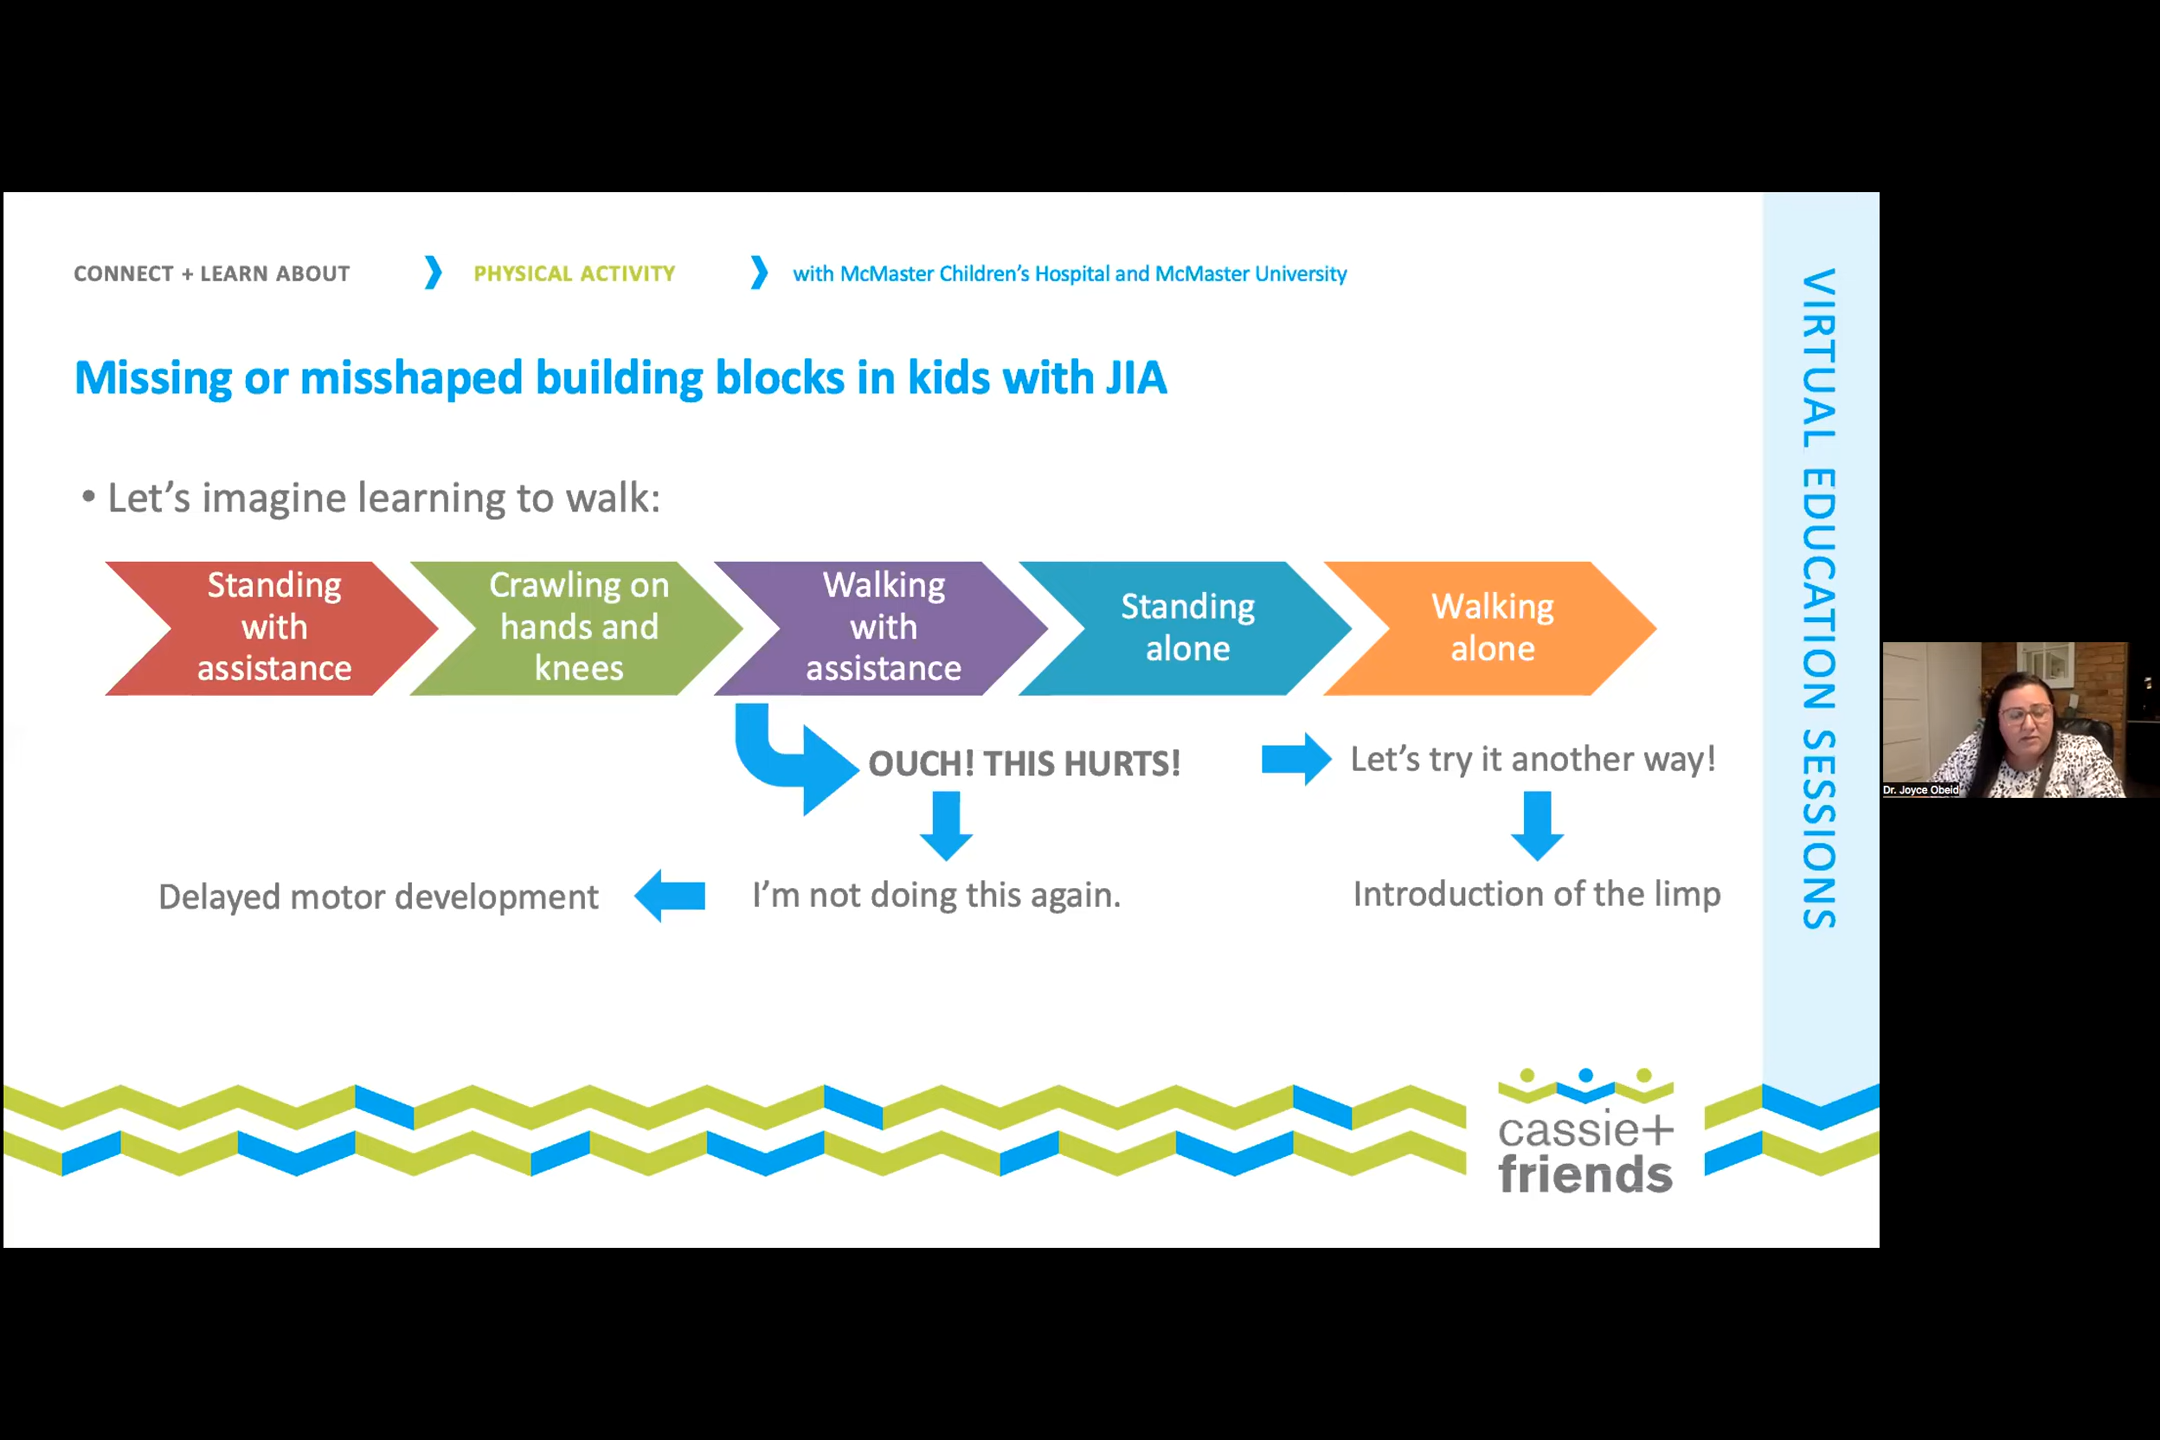 CONNECT + LEARN ABOUT ❯ PHYSICAL ACTIVITY ❯ with McMaster Children’s Hospital and McMaster University
Missing or misshaped building blocks in kids with JIA
• Let’s imagine learning to walk:
Standing
with
assistance
Crawling on
hands and
knees
Walking
with
assistance
Standing
alone
Walking
alone
OUCH! THIS HURTS!
Let’s try it another way!
Delayed motor development
I’m not doing this again.
Introduction of the limp
cassie+
friends
VIRTUAL EDUCATION SESSIONS
Dr. Joyce Obeid